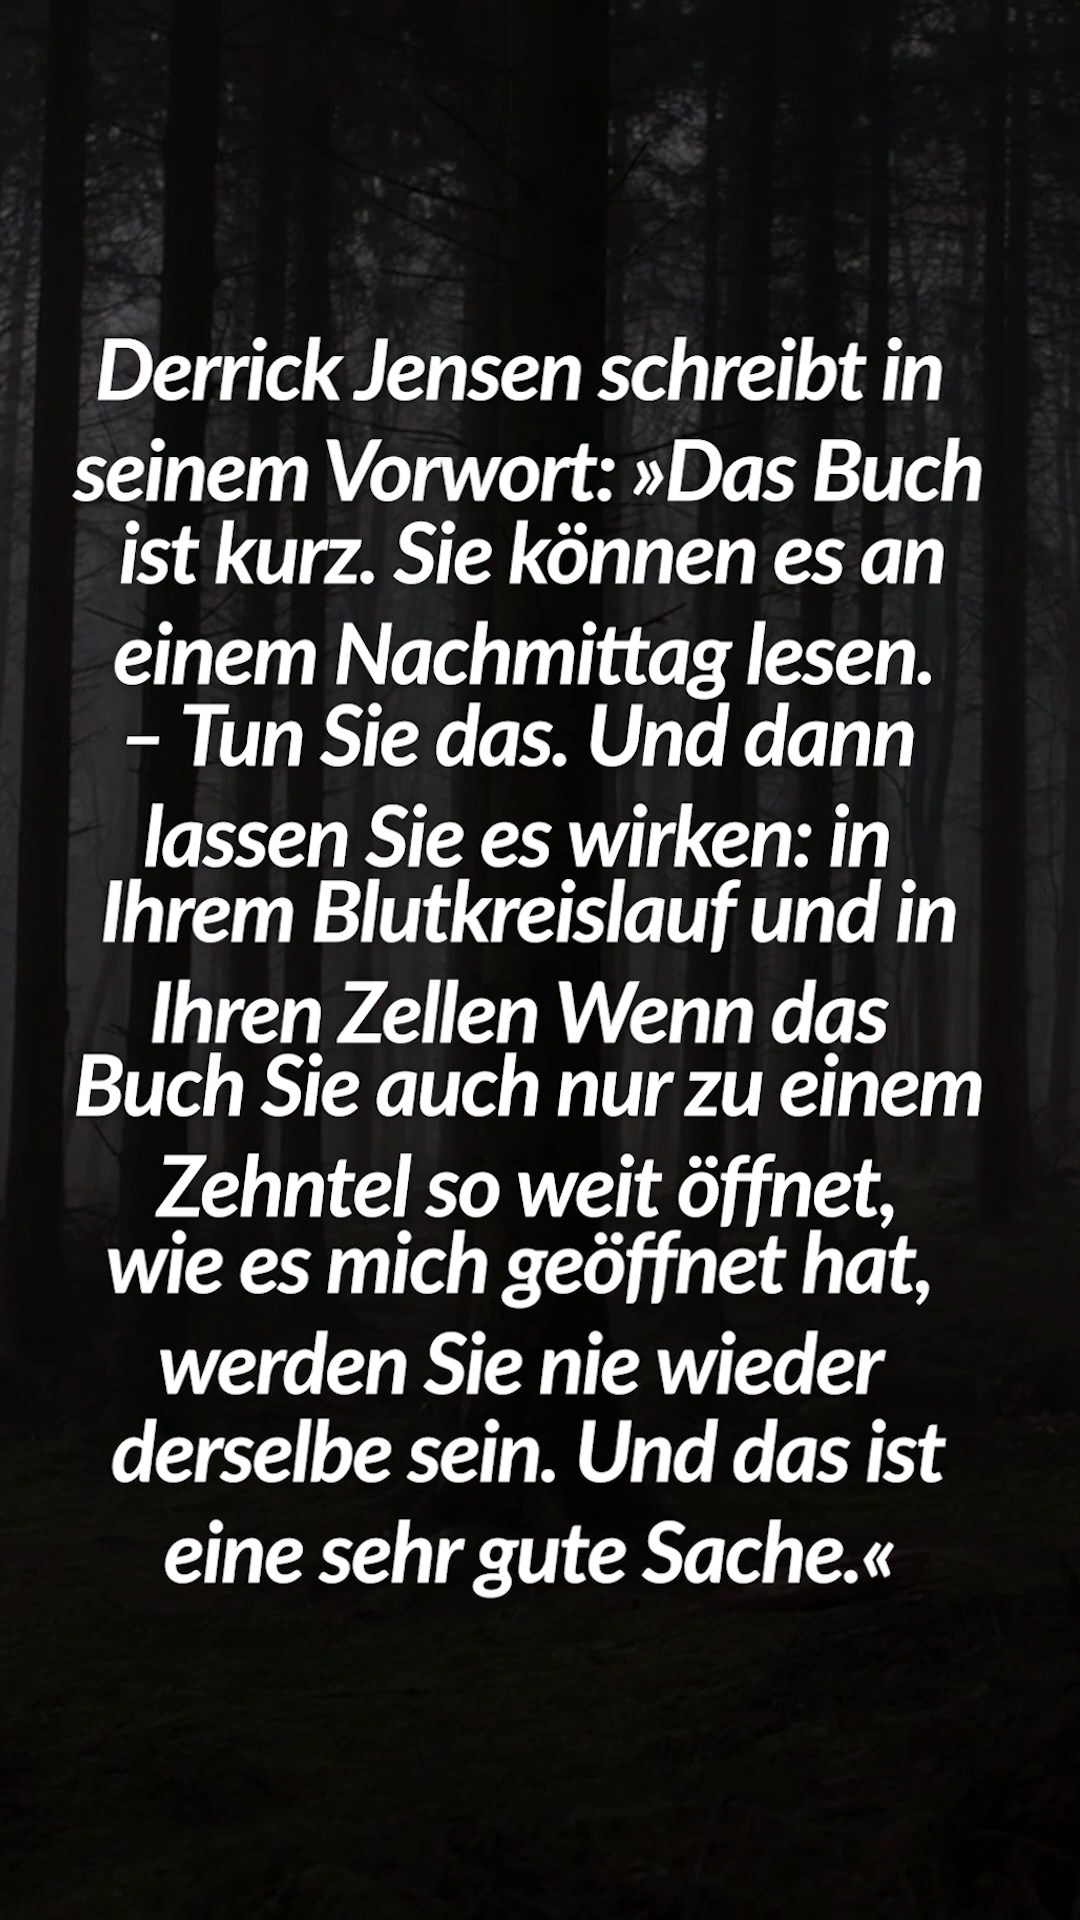 Derrick Jensen schreibt in
seinem Vorwort: »Das Buch
ist kurz. Sie können es an
einem Nachmittag lesen.
– Tun Sie das. Und dann
lassen Sie es wirken: in
Ihrem Blutkreislauf und in
Ihren Zellen Wenn das
Buch Sie auch nur zu einem
Zehntel so weit öffnet,
wie es mich geöffnet hat,
werden Sie nie wieder
derselbe sein. Und das ist
eine sehr gute Sache.«